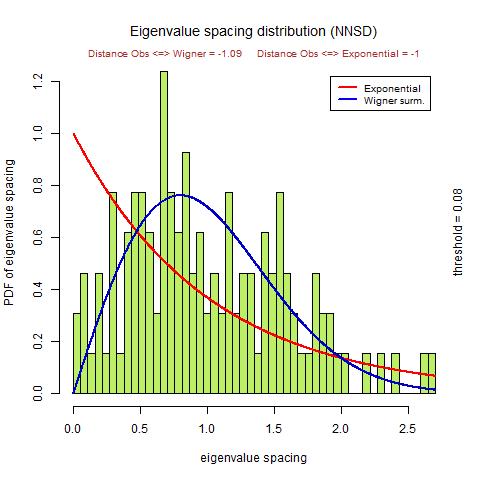 Eigenvalue spacing distribution (NNSD)
Distance Obs <=> Wigner = -1.09 Distance Obs <=> Exponential = -1
Exponential
Wigner surm.
PDF of eigenvalue spacing
1.2
1.0
0.8
0.6
0.4
0.2
0.0
0.0 0.5 1.0 1.5 2.0 2.5
eigenvalue spacing
threshold = 0.08